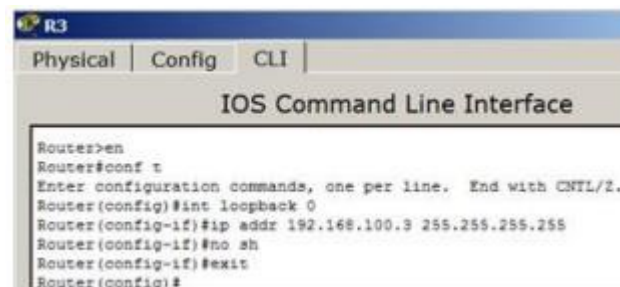 R3
Physical Config CLI
IOS Command Line Interface
Router>en
Router#conf t
Enter configuration commands, one per line. End with CNTL/Z.
Router(config)#int loopback 0
Router(config-if)#ip addr 192.168.100.3 255.255.255.255
Router(config-if)#no sh
Router(config-if)#exit
Router(config)#